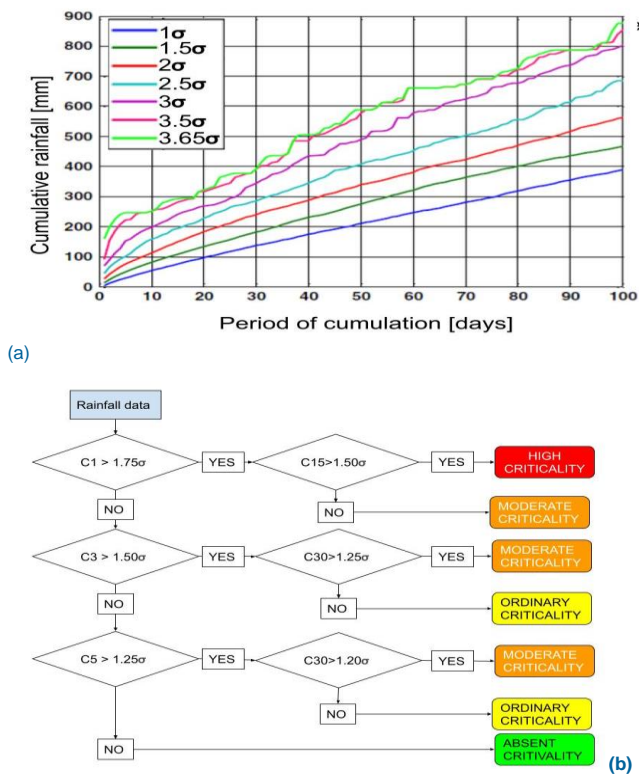 900
800
700
600
500
400
300
200
100
0
1σ
1.5σ
2σ
2.5σ
3σ
3.5σ
3.65σ
Cumulative rainfall [mm]
0 10 20 30 40 50 60 70 80 90 100
Period of cumulation [days]
(a)
Rainfall data
C1 > 1.75σ YES C15>1.50σ YES HIGH
CRITICALITY
NO NO MODERATE
CRITICALITY
C3 > 1.50σ YES C30>1.25σ YES MODERATE
CRITICALITY
NO NO ORDINARY
CRITICALITY
C5 > 1.25σ YES C30>1.20σ YES MODERATE
CRITICALITY
NO ORDINARY
CRITICALITY
NO ABSENT
CRITIVALITY
(b)